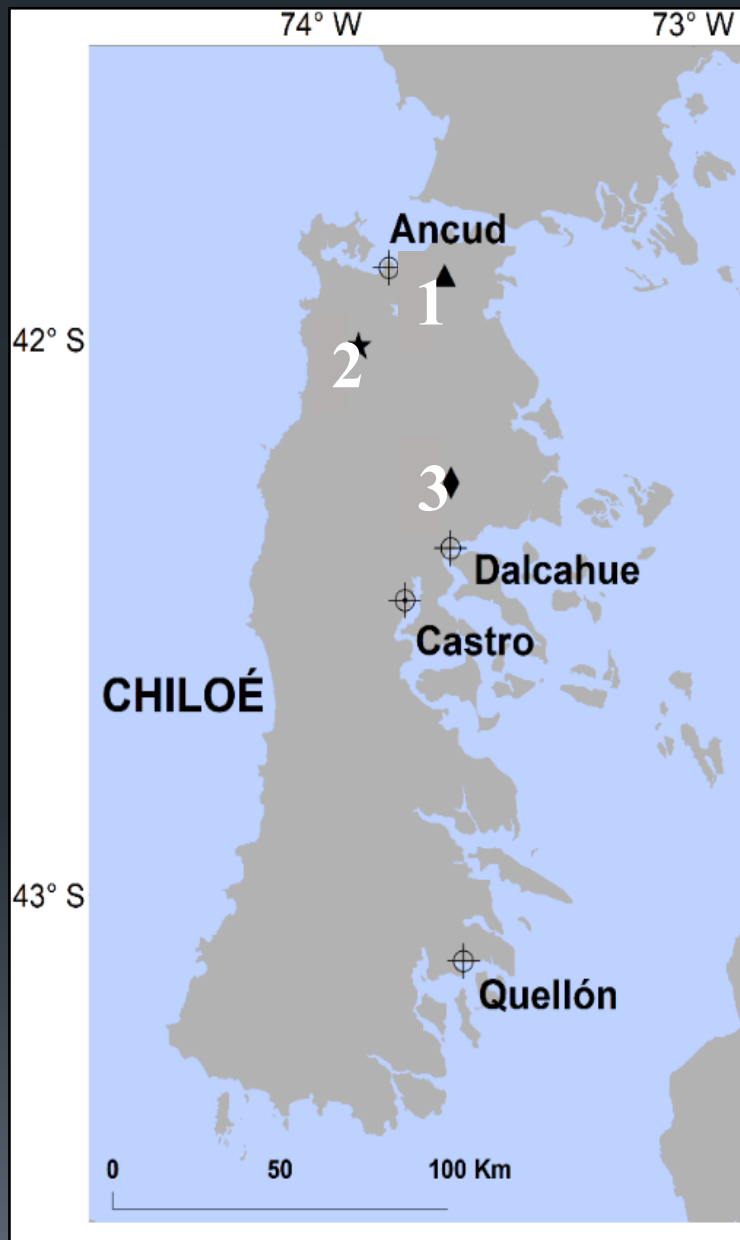 74° W 73° W
Ancud
1
42° S
2
3
Dalcahue
Castro
CHILOÉ
43° S
Quellón
0 50 100 Km